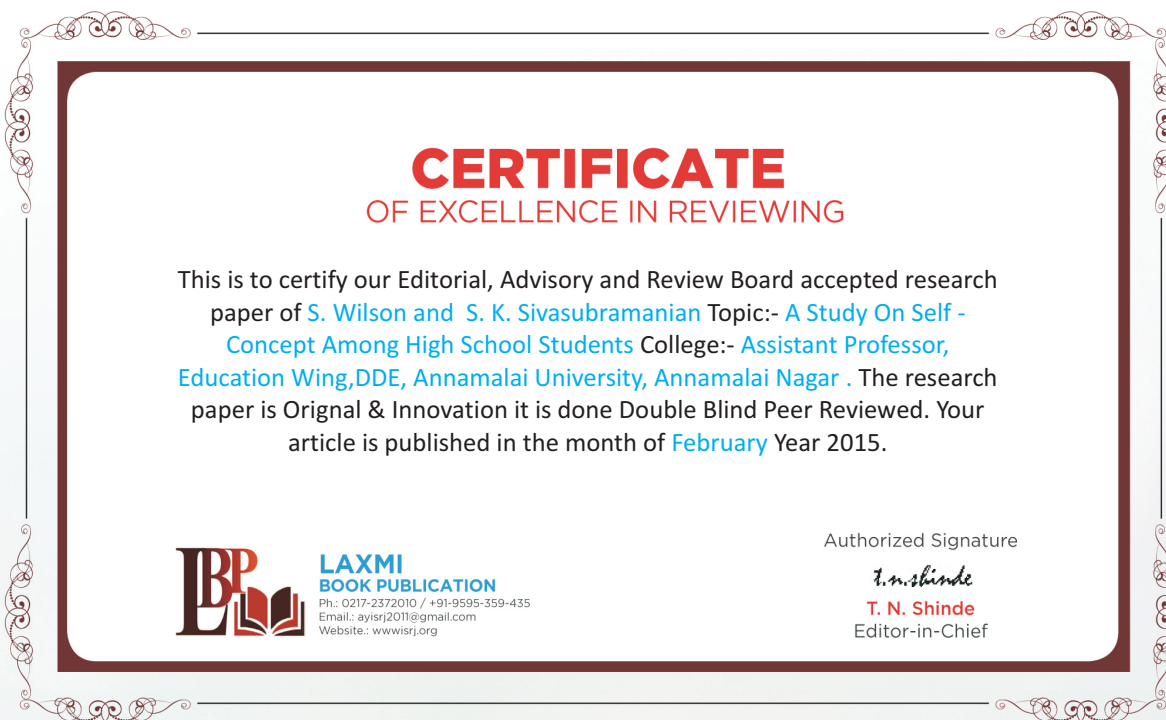 CERTIFICATE
OF EXCELLENCE IN REVIEWING
This is to certify our Editorial, Advisory and Review Board accepted research
paper of S. Wilson and S. K. Sivasubramanian Topic:- A Study On Self -
Concept Among High School Students College:- Assistant Professor,
Education Wing,DDE, Annamalai University, Annamalai Nagar . The research
paper is Orignal & Innovation it is done Double Blind Peer Reviewed. Your
article is published in the month of February Year 2015.
LBP
LAXMI
BOOK PUBLICATION
Ph.: 0217-2372010 / +91-9595-359-435
Email.: ayisrj2011@gmail.com
Website.: wwwisrj.org
Authorized Signature
t.n.shinde
T. N. Shinde
Editor-in-Chief